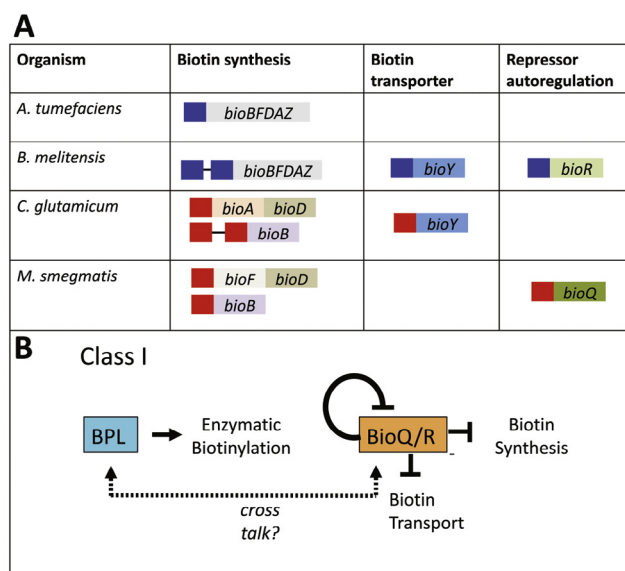 A
Organism Biotin synthesis Biotin transporter Repressor autoregulation
A. tumefaciens bioBFDAZ
B. melitensis bioBFDAZ bioY bioR
C. glutamicum bioA bioD bioY
bioB
M. smegmatis bioF bioD bioQ
bioB
B
Class I
BPL
Enzymatic
Biotinylation
BioQ/R
-
Biotin
Synthesis
Biotin
Transport
cross
talk?